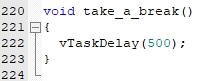 220 void take_a_break()
221 {
222 vTaskDelay(500);
223 }
224